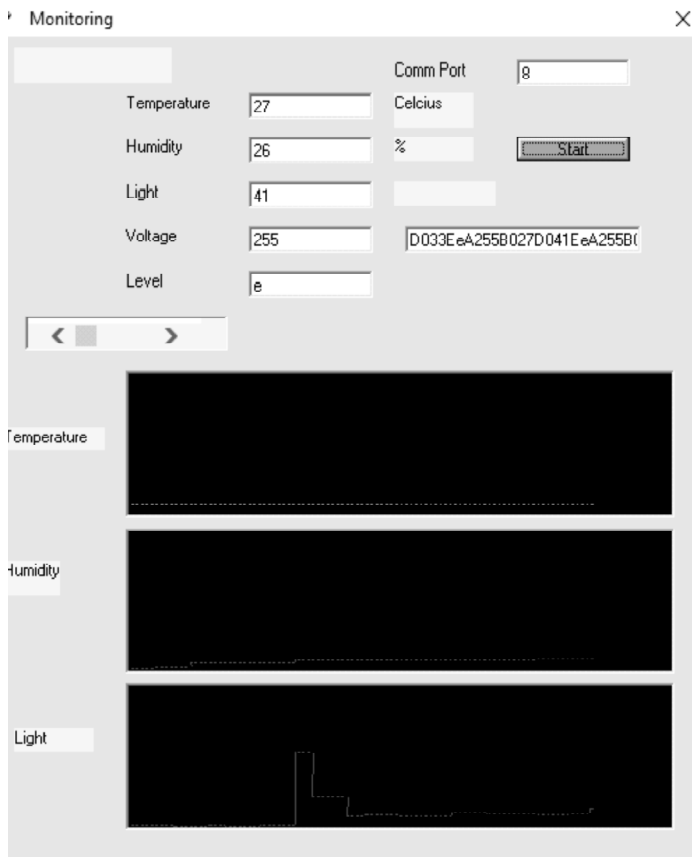 Monitoring
Comm Port 8
Temperature 27 Celcius
Humidity 26 % Start
Light 41
Voltage 255 D033EeA255B027D041EeA255B(
Level e
Temperature
Humidity
Light